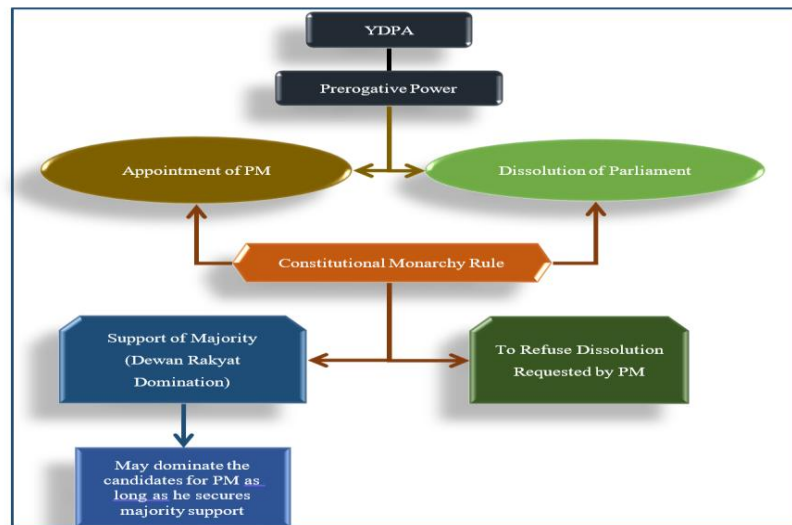 YDPA
Prerogative Power
Appointment of PM
Dissolution of Parliament
Constitutional Monarchy Rule
Support of Majority
(Dewan Rakyat
Domination)
To Refuse Dissolution
Requested by PM
May dominate the
candidates for PM as
long as he secures
majority support